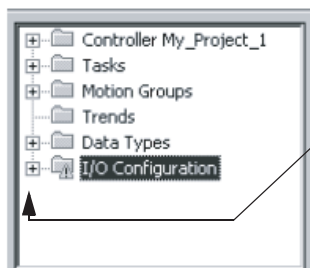 Controller My_Project_1
Tasks
Motion Groups
Trends
Data Types
I/O Configuration